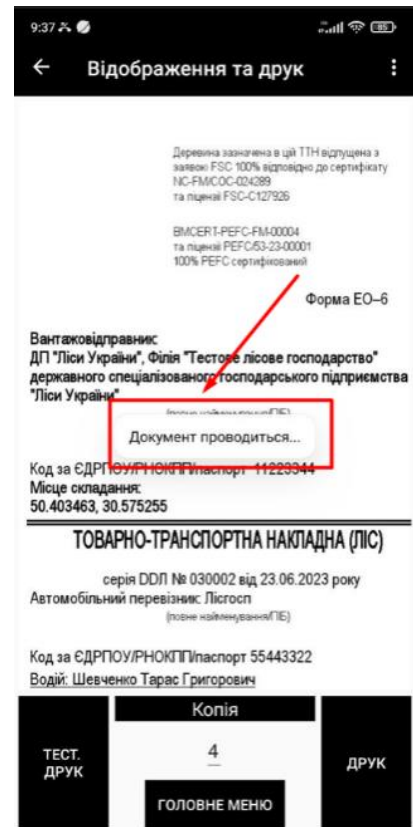 9:37
85
Відображення та друк
Деревина зазначена в цій ТТН відпущена з
заявою FSC 100% відповідно до сертифікату
NC-FM/COC-024289
та ліцензії FSC-C127926
BMCERT-PEFC-FM-00004
та ліцензії PEFC/53-23-00001
100% PEFC сертифікований
Форма ЕО–6
Вантажовідправник:
ДП "Ліси України", Філія "Тестове лісове господарство"
державного спеціалізованого господарського підприємства
"Ліси України"
Документ проводиться...
Код за ЄДРПОУ/РНОКПП/паспорт 11223344
Місце складання:
50.403463, 30.575255
ТОВАРНО-ТРАНСПОРТНА НАКЛАДНА (ЛІС)
серія DDЛ № 030002 від 23.06.2023 року
Автомобільний перевізник: Лісгосп
(повне найменування/ПІБ)
Код за ЄДРПОУ/РНОКПП/паспорт 55443322
Водій: Шевченко Тарас Григорович
Копія
ТЕСТ.
ДРУК
4
ДРУК
ГОЛОВНЕ МЕНЮ